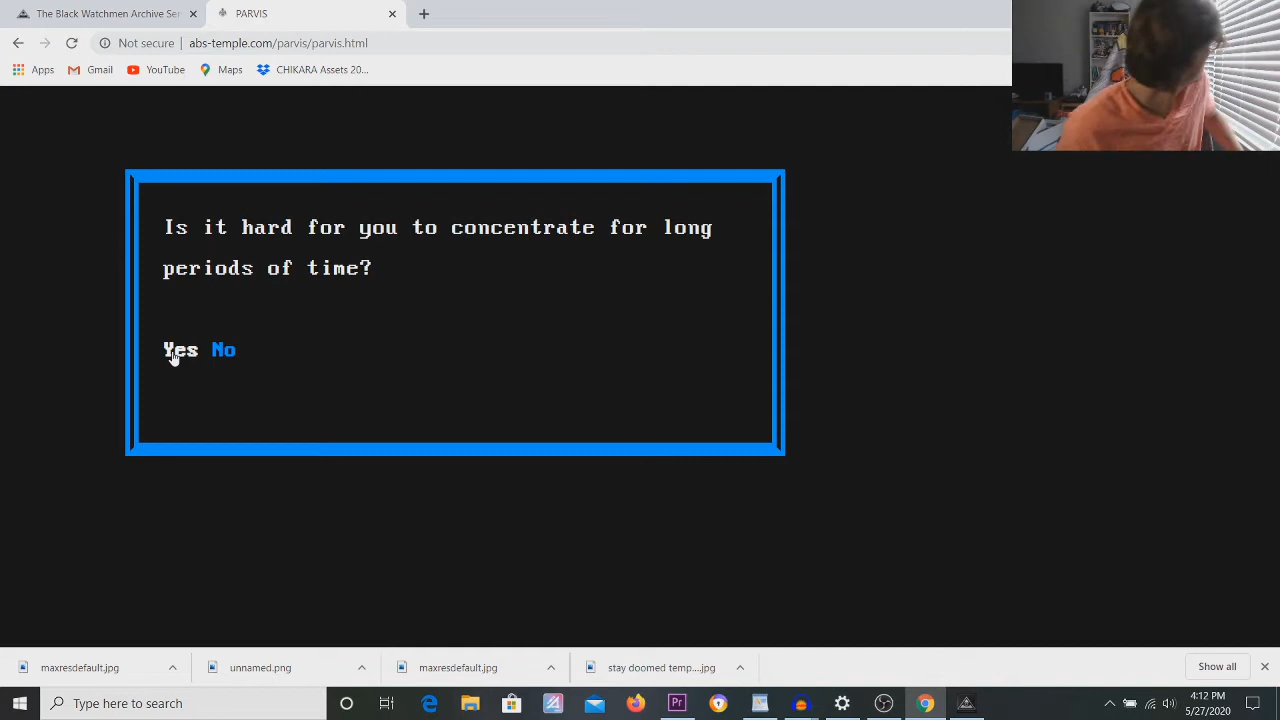 The Black Watchmen Archive Ser
PARVIS
Not secure
abs-temple.com/parvis/parvis.html
Apps
Gmail
YouTube
Maps
CHIKARA Assets 20...
Is it hard for you to concentrate for long
periods of time?
Yes No
maxresdefault.jpg
unnamed.png
maxresdefault.jpg
stay doomed temp....jpg
Show all
Type here to search
4:12 PM
5/27/2020